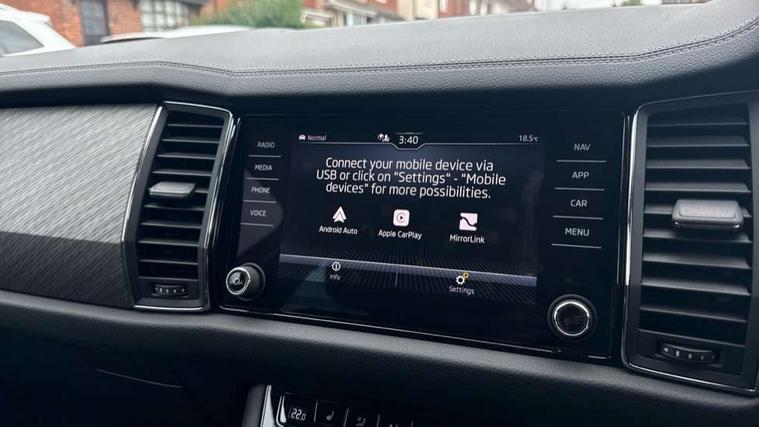 Normal
3:40
18.5°C
RADIO
MEDIA
PHONE
VOICE
Connect your mobile device via
USB or click on "Settings" - "Mobile
devices" for more possibilities.
Android Auto
Apple CarPlay
MirrorLink
Info
Settings
NAV
APP
CAR
MENU
22.0